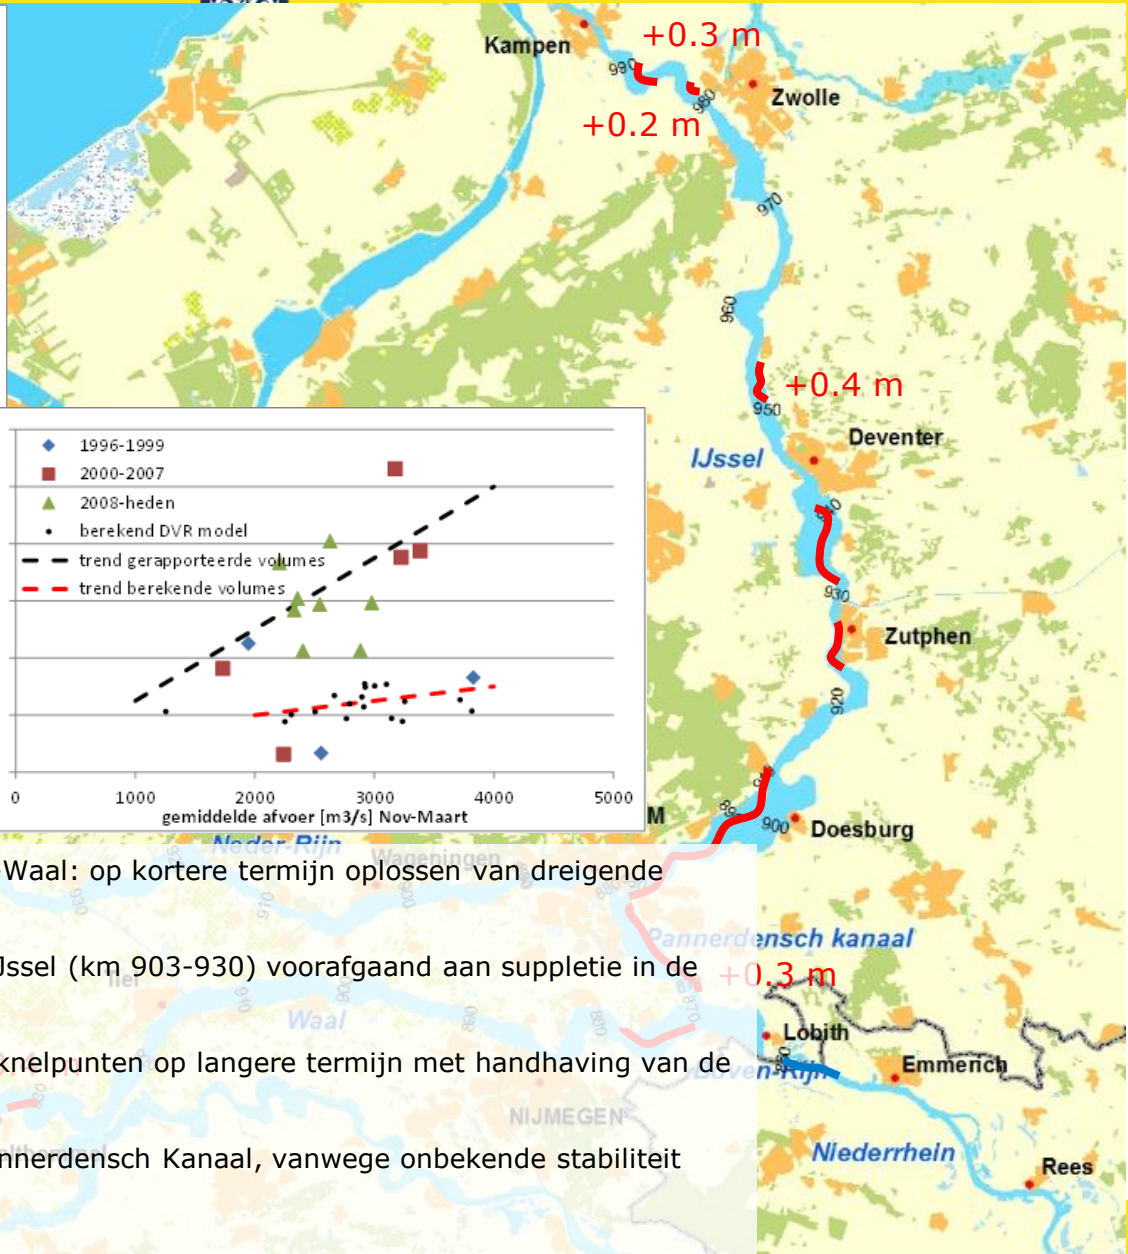 Kampen
+0.3 m
990
980
Zwolle
+0.2 m
970
960
+0.4 m
950
Deventer
IJssel
930
Zutphen
920
1996-1999
2000-2007
2008-heden
berekend DVR model
trend gerapporteerde volumes
trend berekende volumes
0 1000 2000 3000 4000 5000
gemiddelde afvoer [m3/s] Nov-Maart
M
900
Doesburg
Neder-Rijn
Wageningen
-Waal: op kortere termijn oplossen van dreigende
910
Pannerdensch kanaal
Jssel (km 903-930) voorafgaand aan suppletie in de
+0.3 m
870
Tiel
Waal
Lobith
knelpunten op langere termijn met handhaving van de
Boven-Rijn
Emmerich
NIJMEGEN
nnerdensch Kanaal, vanwege onbekende stabiliteit
Niederrhein
Rees